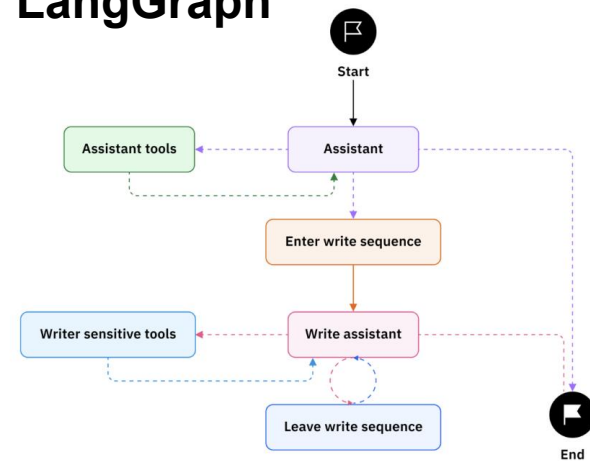 LangGraph
Start
Assistant tools
Assistant
Enter write sequence
Writer sensitive tools
Write assistant
Leave write sequence
End